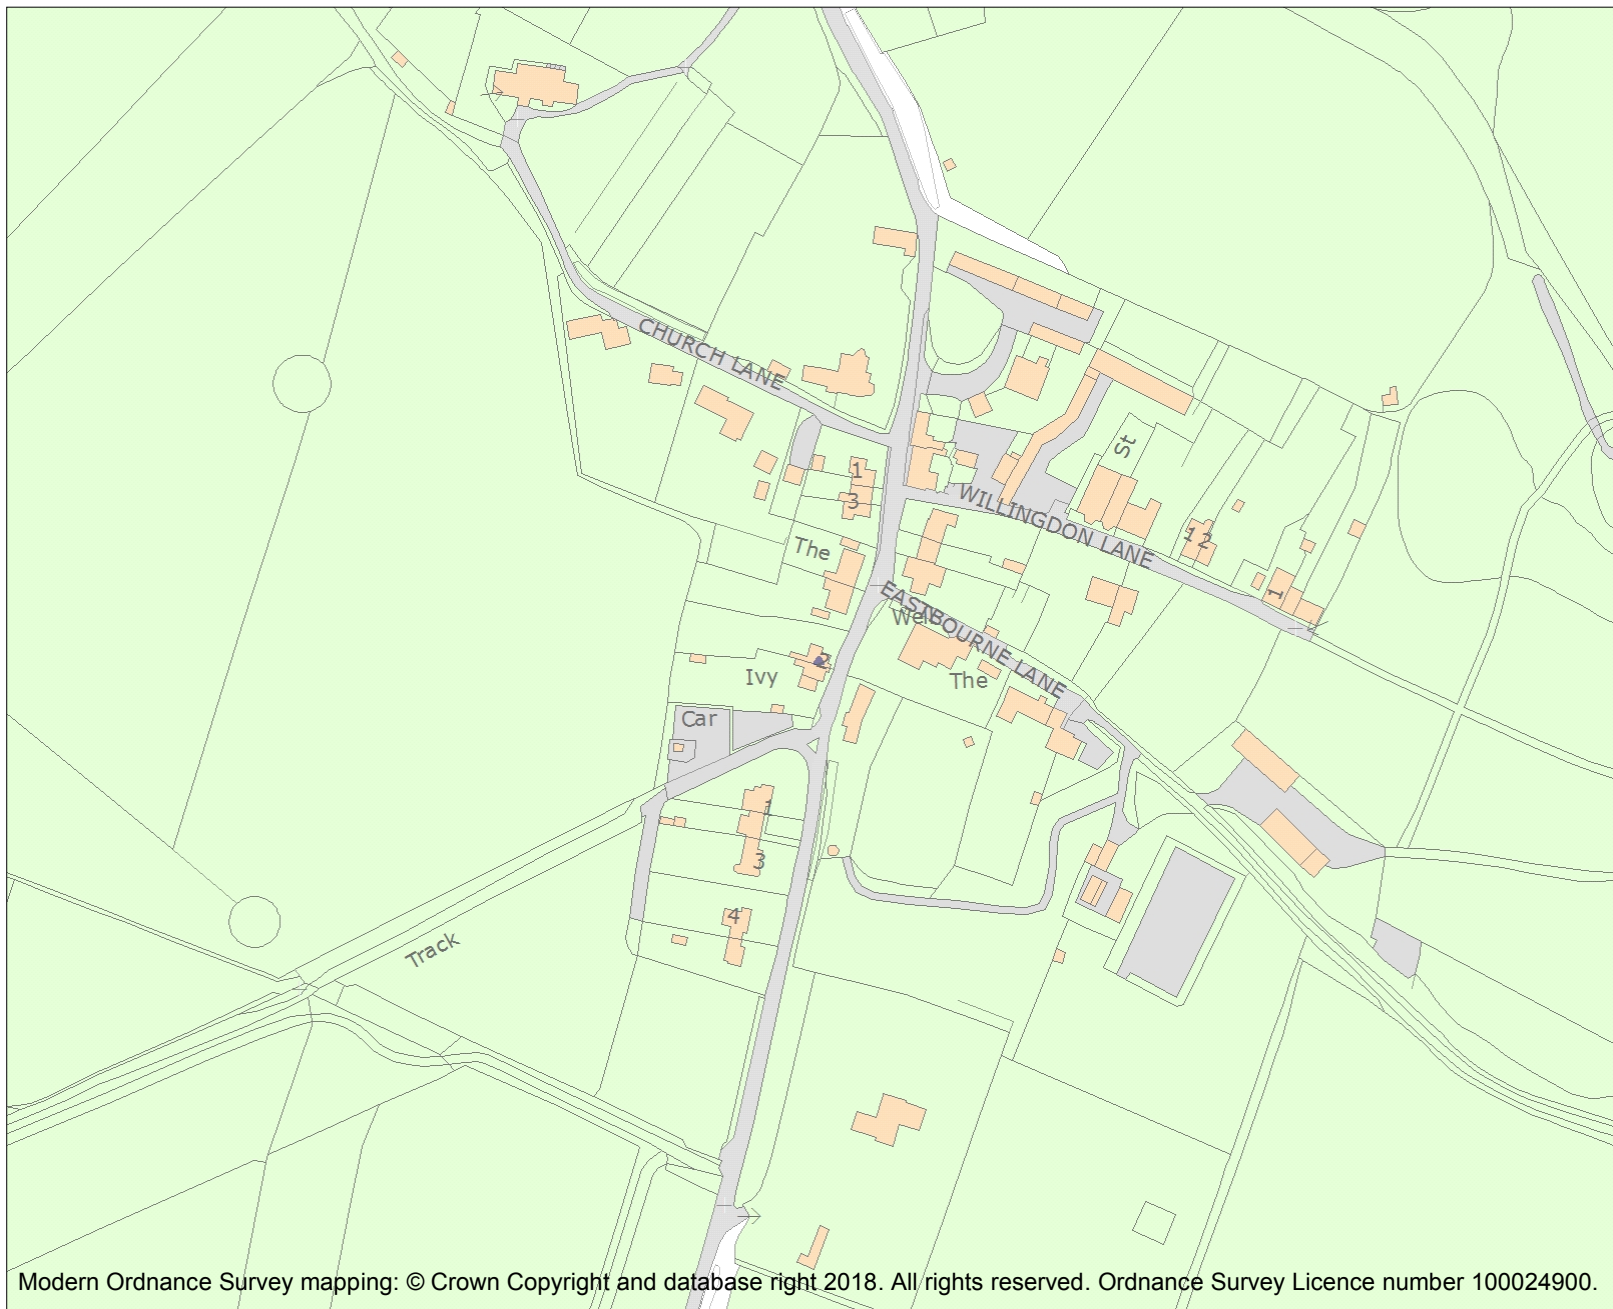 CHURCH LANE
St
1
3
WILLINGDON LANE
1 2
The
1
EASTBOURNE LANE
2
Ivy
The
Car
1
3
4
Track
Modern Ordnance Survey mapping: © Crown Copyright and database right 2018. All rights reserved. Ordnance Survey Licence number 100024900.